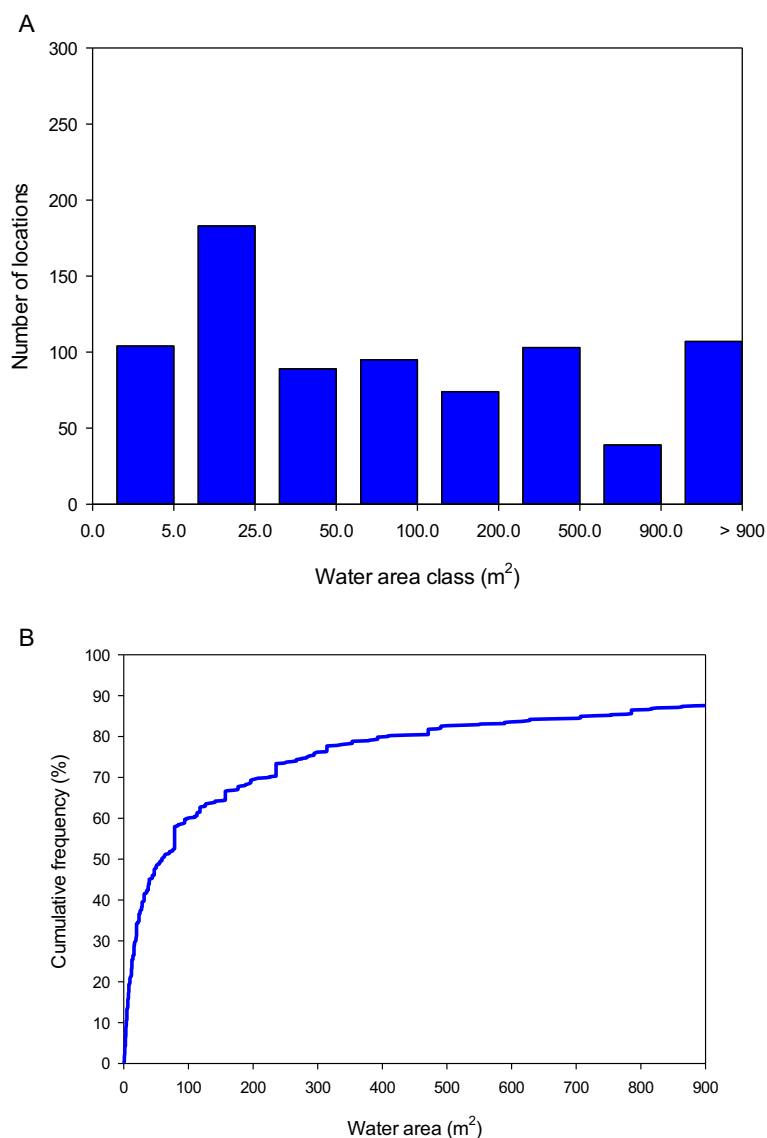 A
300
250
200
150
100
50
0
Number of locations
0.0 5.0 25.0 50.0 100.0 200.0 500.0 900.0 > 900
Water area class (m²)
B
100
90
80
70
60
50
40
30
20
10
0
Cumulative frequency (%)
0 100 200 300 400 500 600 700 800 900
Water area (m²)